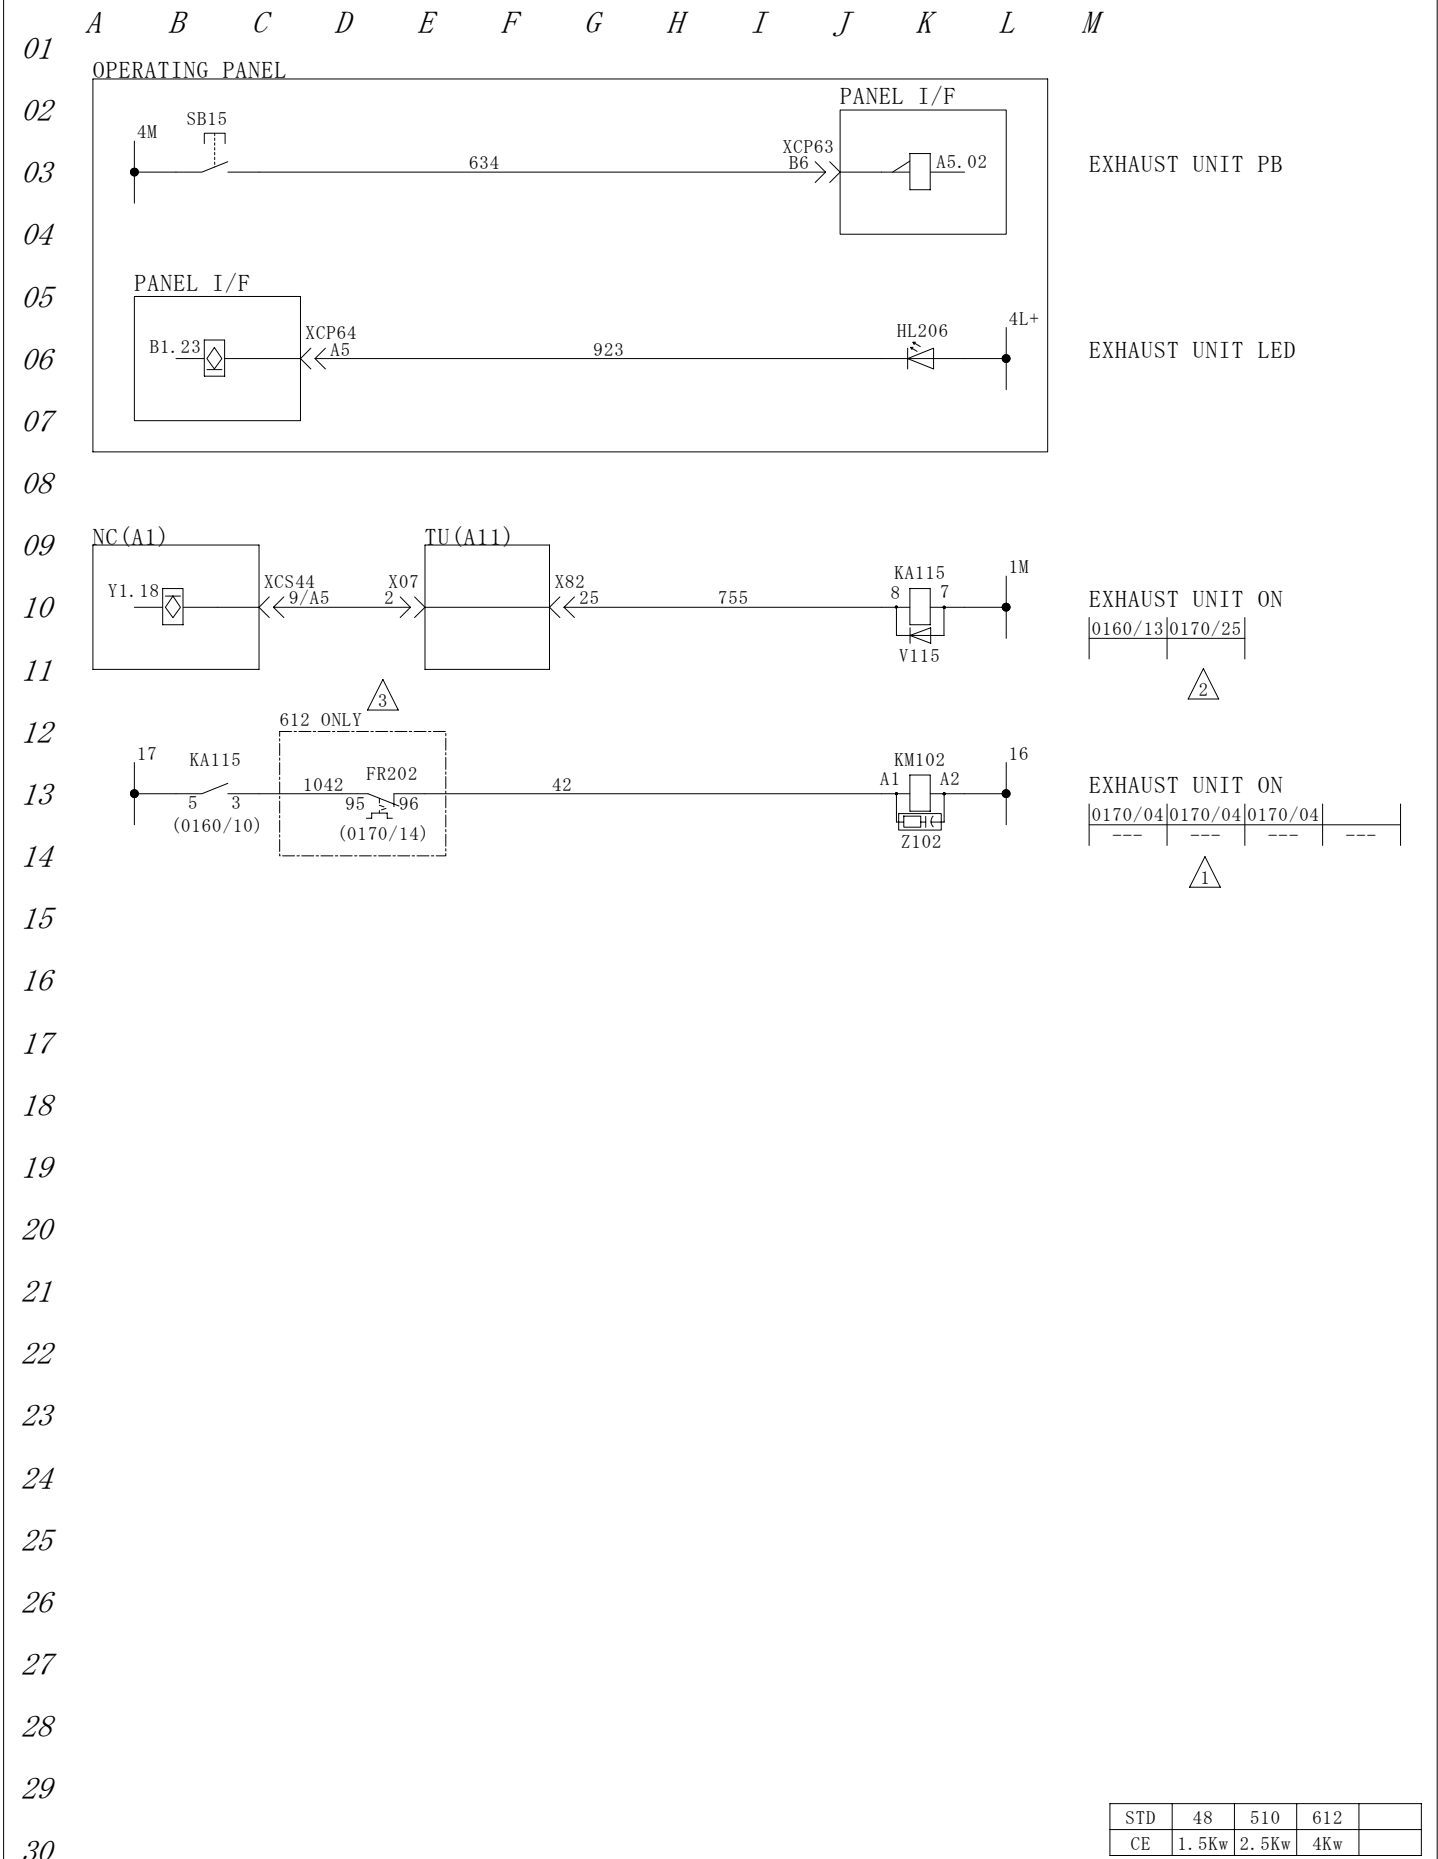 A B C D E F G H I J K L M
01
OPERATING PANEL
02
PANEL I/F
SB15
4M
XCP63
03
634
B6
A5.02
EXHAUST UNIT PB
04
PANEL I/F
05
4L+
XCP64
HL206
B1.23
A5
923
EXHAUST UNIT LED
06
07
08
NC(A1)
TU(A11)
09
1M
KA115
XCS44
X07
X82
Y1.18
9/A5
2
25
755
8
7
EXHAUST UNIT ON
10
0160/13 0170/25
V115
11
2
3
612 ONLY
12
17
KA115
KM102
16
FR202
A1
A2
1042
42
EXHAUST UNIT ON
13
5
3
95
96
0170/04 0170/04 0170/04
(0160/10)
(0170/14)
--- --- --- ---
Z102
14
1
15
16
17
18
19
20
21
22
23
24
25
26
27
28
29
STD 48 510 612
CE 1.5Kw 2.5Kw 4Kw
30